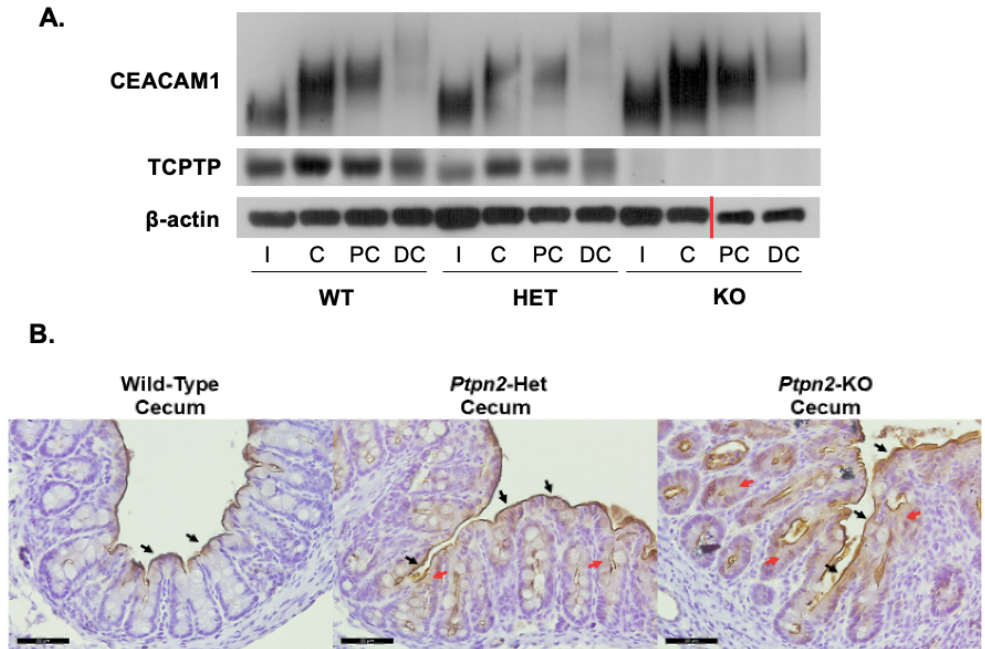 A.
CEACAM1
TCPTP
β-actin
I C PC DC I C PC DC I C PC DC
WT HET KO
B.
Wild-Type Cecum
Ptpn2-Het Cecum
Ptpn2-KO Cecum